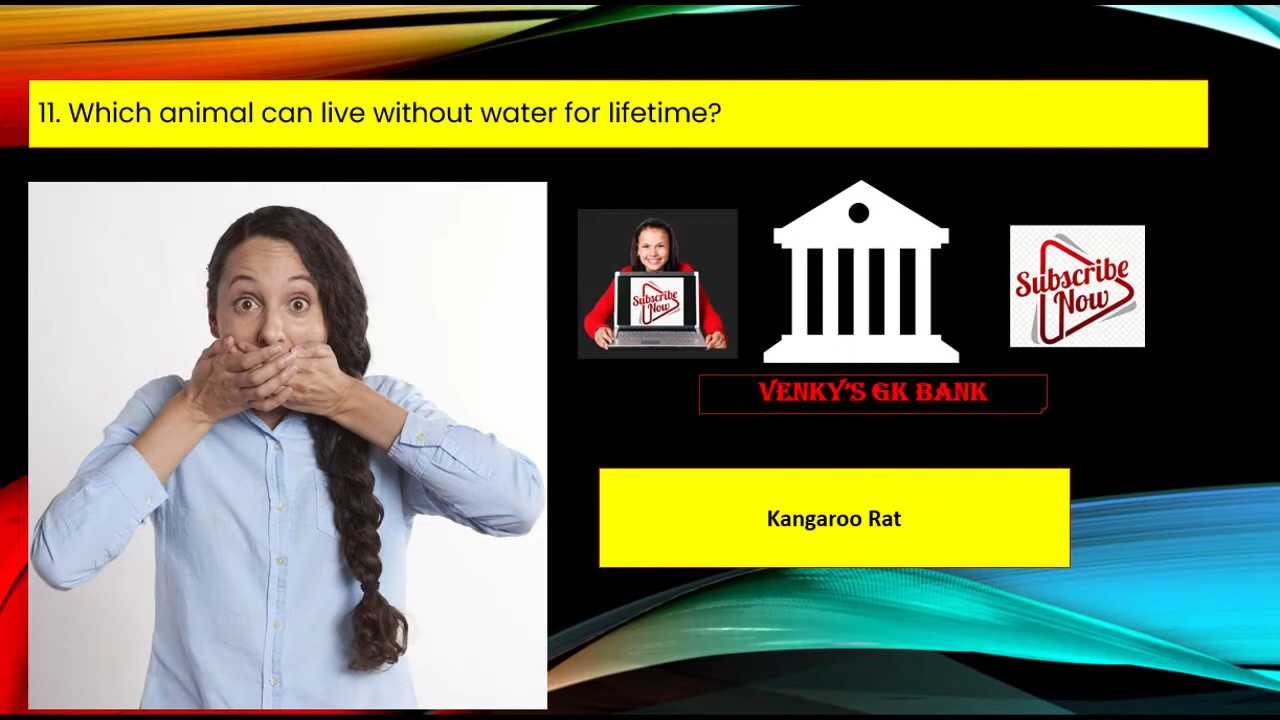 11. Which animal can live without water for lifetime?
Subscribe
Now
Subscribe
Now
VENKY'S GK BANK
Kangaroo Rat